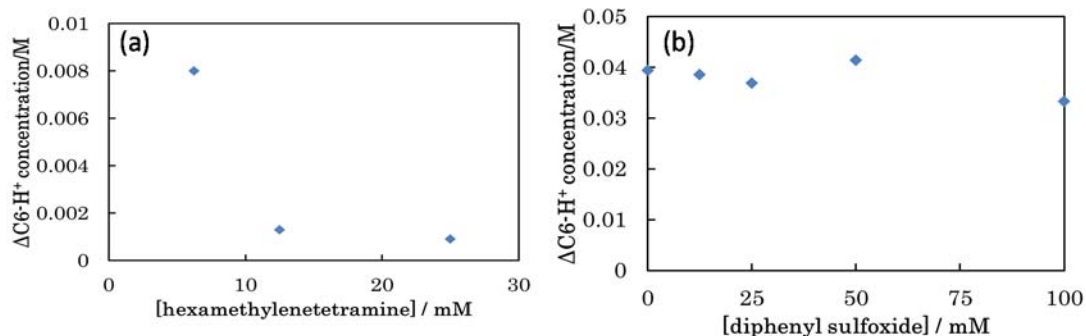 (a)
0.01
0.008
0.006
0.004
0.002
0
0 10 20 30
ΔC6-H⁺ concentration/M
[hexamethylenetetramine] / mM
(b)
0.05
0.04
0.03
0.02
0.01
0
0 25 50 75 100
ΔC6-H⁺ concentration/M
[diphenyl sulfoxide] / mM